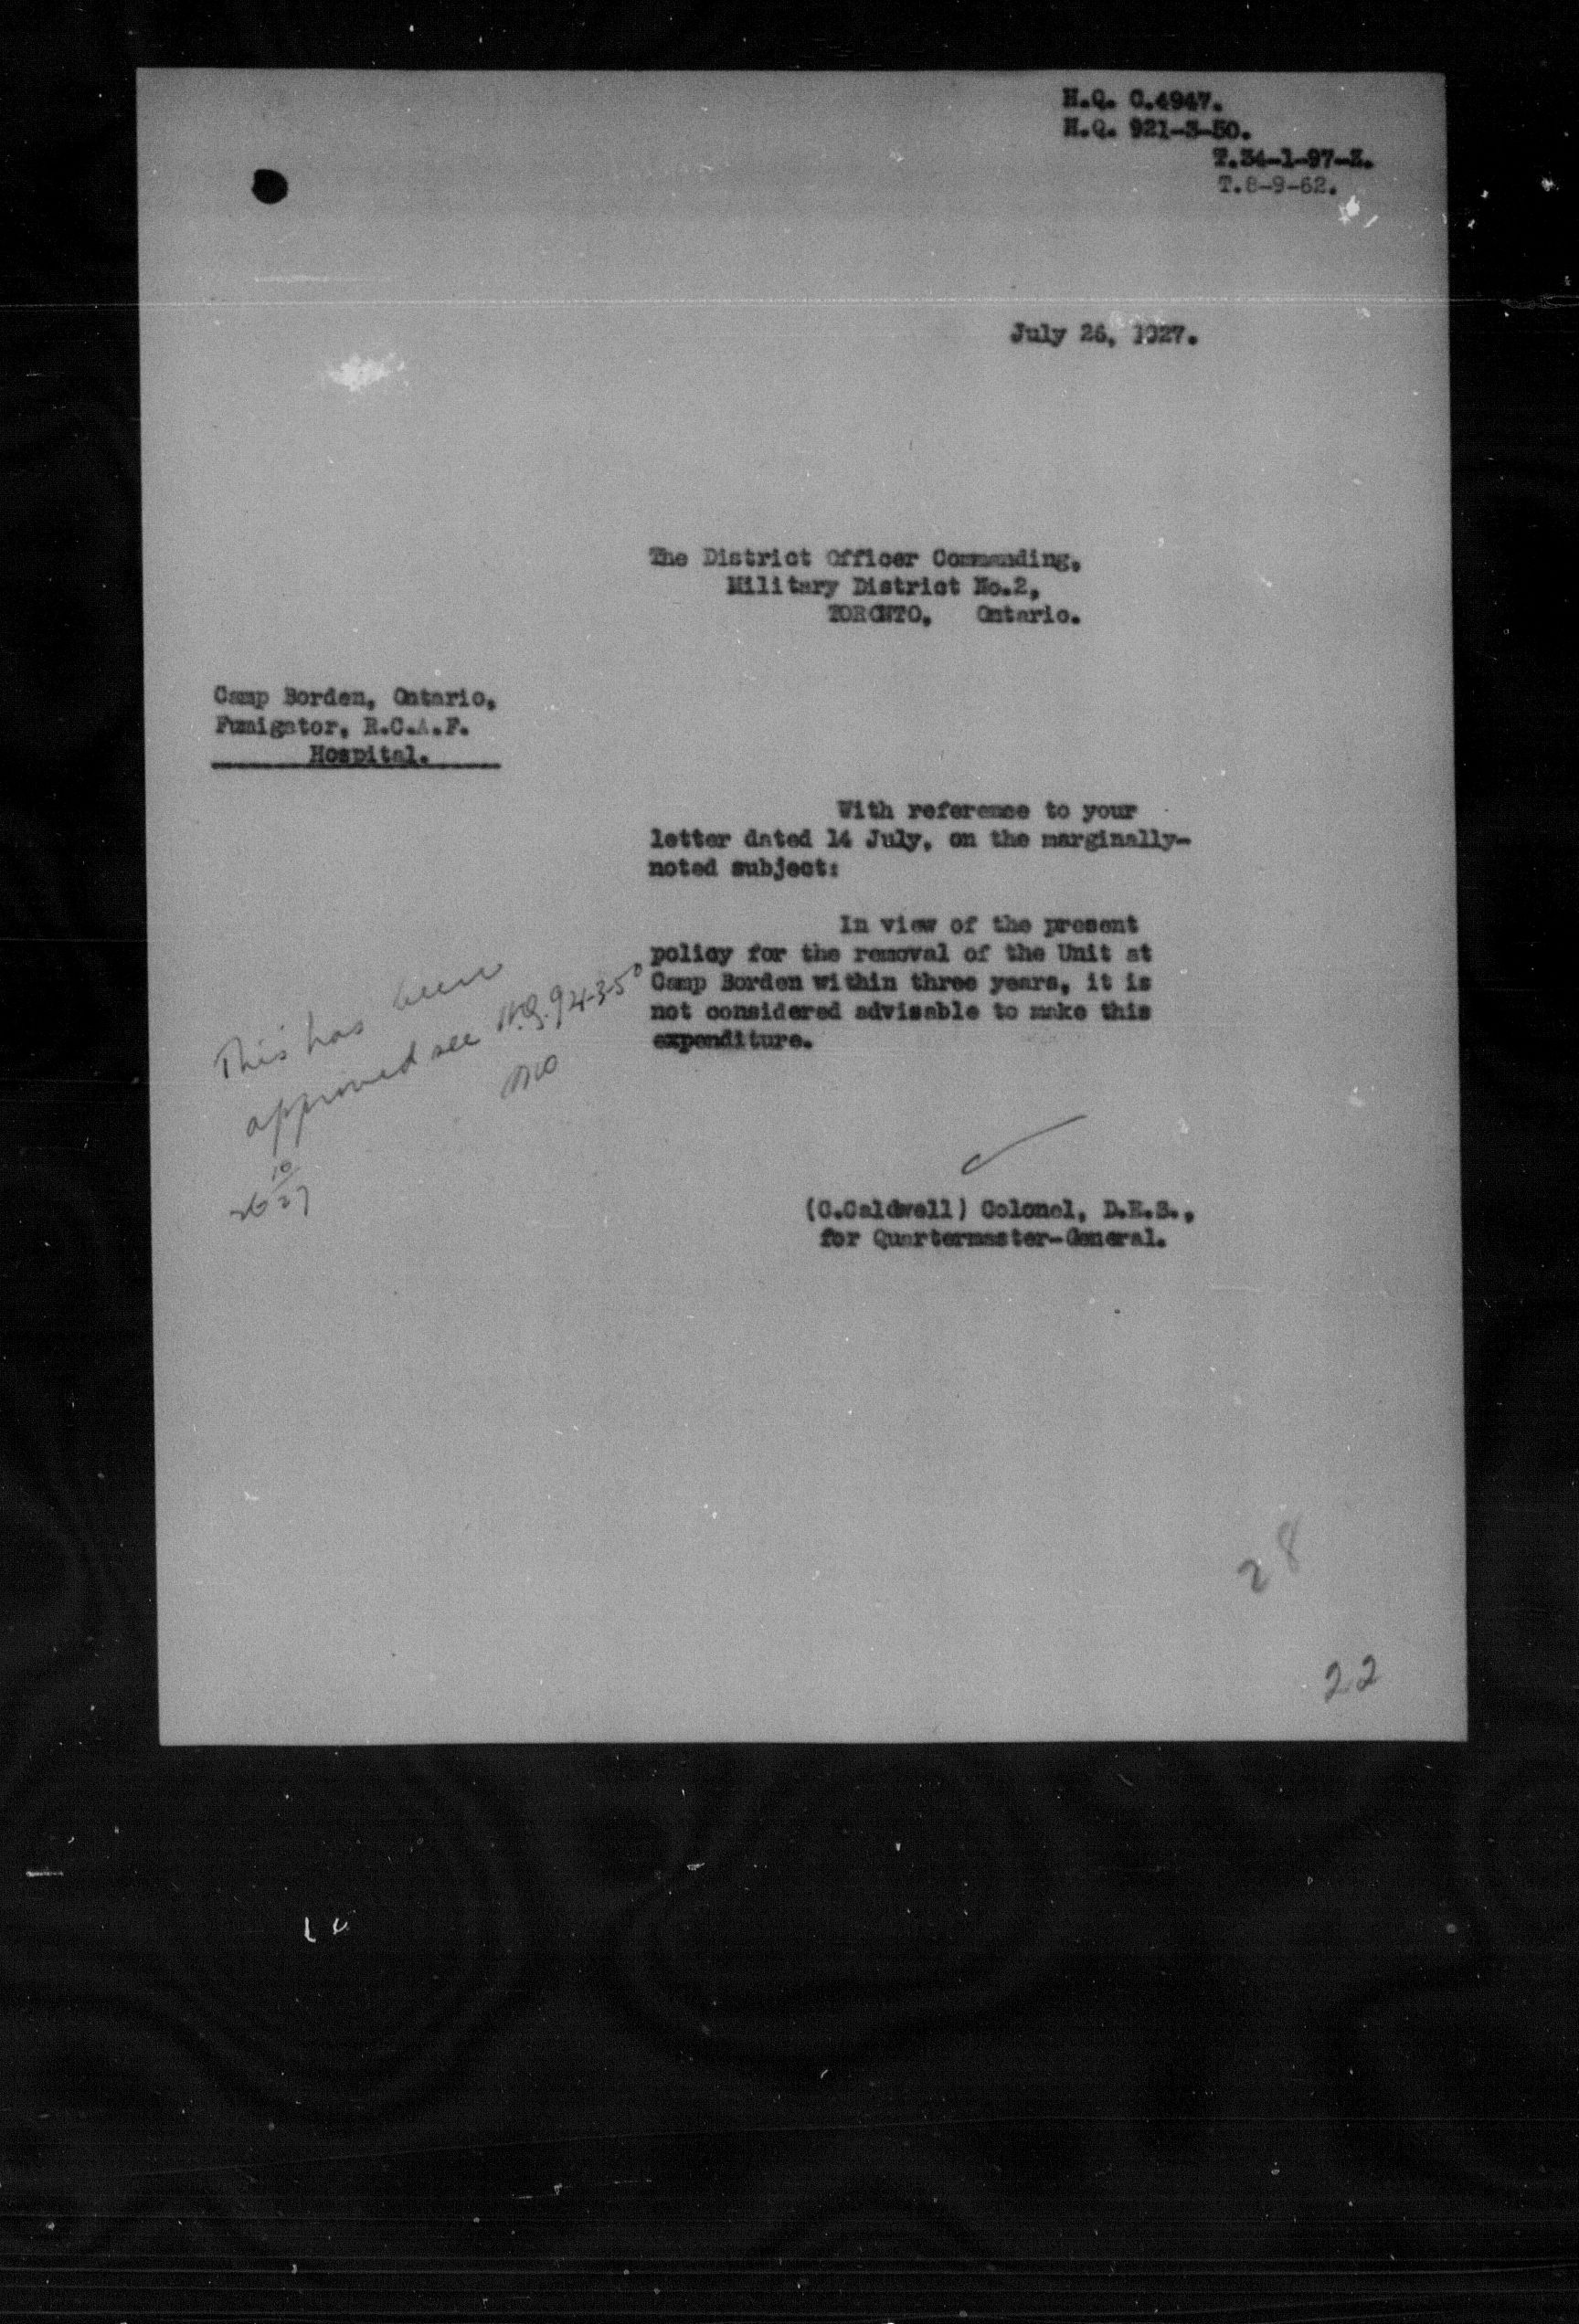 H.Q. C.4947.
H.Q. 921-3-50.
T.34-1-97-Z.
T.8-9-62.
July 26, 1927.
The District Officer Commanding,
Military District No.2,
TORONTO, Ontario.
Camp Borden, Ontario,
Fumigator, R.C.A.F.
Hospital.
With reference to your
letter dated 14 July, on the marginally-
noted subject:
In view of the present
policy for the removal of the Unit at
Camp Borden within three years, it is
not considered advisable to make this
expenditure.
This has been
approved see H.Q.
26 10/27
(C.Caldwell) Colonel, D.E.S.,
for Quartermaster-General.
28
22